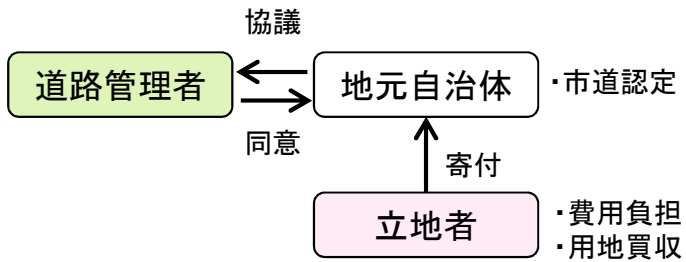 協議
道路管理者
地元自治体
・市道認定
同意
寄付
立地者
・費用負担
・用地買収